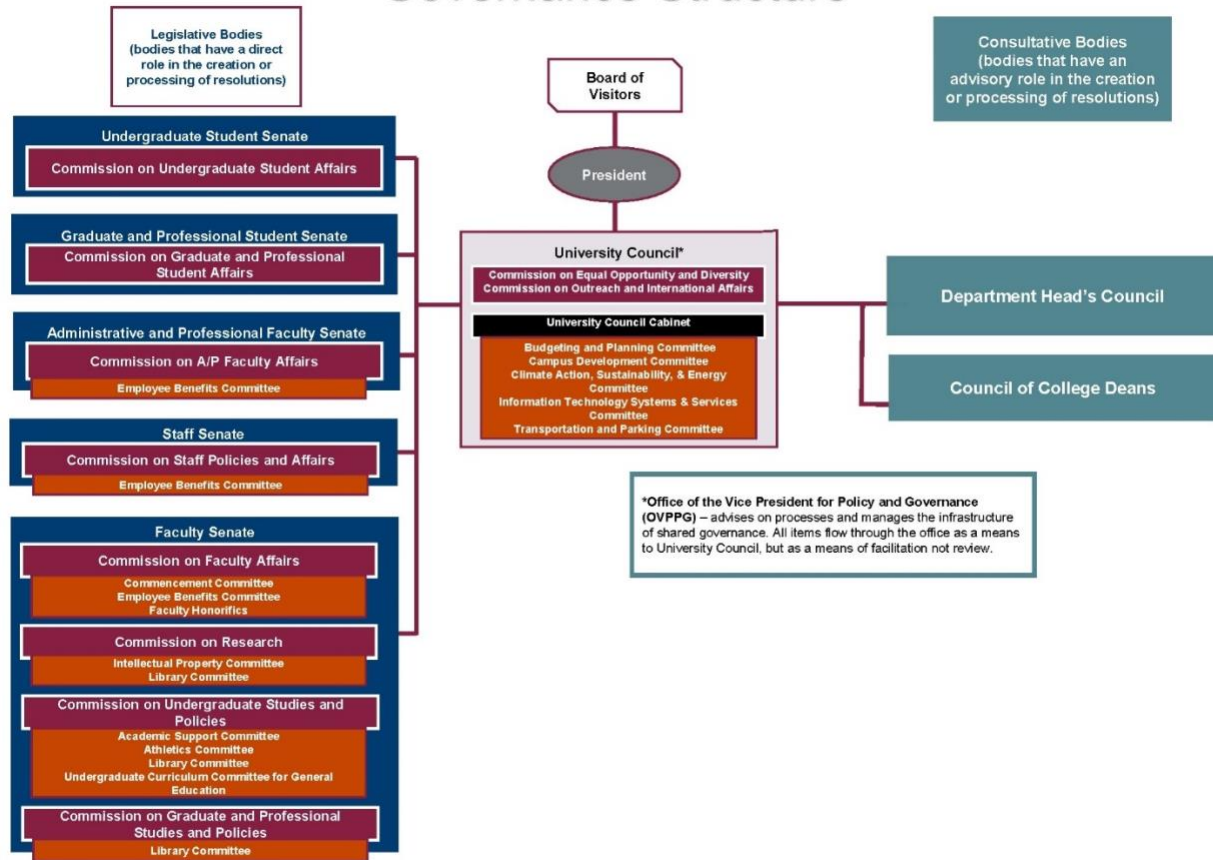 Governance Structure
Legislative Bodies
(bodies that have a direct
role in the creation or
processing of resolutions)
Board of
Visitors
Consultative Bodies
(bodies that have an
advisory role in the creation
or processing of resolutions)
President
Undergraduate Student Senate
Commission on Undergraduate Student Affairs
Graduate and Professional Student Senate
Commission on Graduate and Professional
Student Affairs
Administrative and Professional Faculty Senate
Commission on A/P Faculty Affairs
Employee Benefits Committee
Staff Senate
Commission on Staff Policies and Affairs
Employee Benefits Committee
Faculty Senate
Commission on Faculty Affairs
Commencement Committee
Employee Benefits Committee
Faculty Honorifics
Commission on Research
Intellectual Property Committee
Library Committee
Commission on Undergraduate Studies and
Policies
Academic Support Committee
Athletics Committee
Library Committee
Undergraduate Curriculum Committee for General
Education
Commission on Graduate and Professional
Studies and Policies
Library Committee
University Council*
Commission on Equal Opportunity and Diversity
Commission on Outreach and International Affairs
University Council Cabinet
Budgeting and Planning Committee
Campus Development Committee
Climate Action, Sustainability, & Energy
Committee
Information Technology Systems & Services
Committee
Transportation and Parking Committee
Department Head's Council
Council of College Deans
*Office of the Vice President for Policy and Governance
(OVPPG) – advises on processes and manages the infrastructure
of shared governance. All items flow through the office as a means
to University Council, but as a means of facilitation not review.